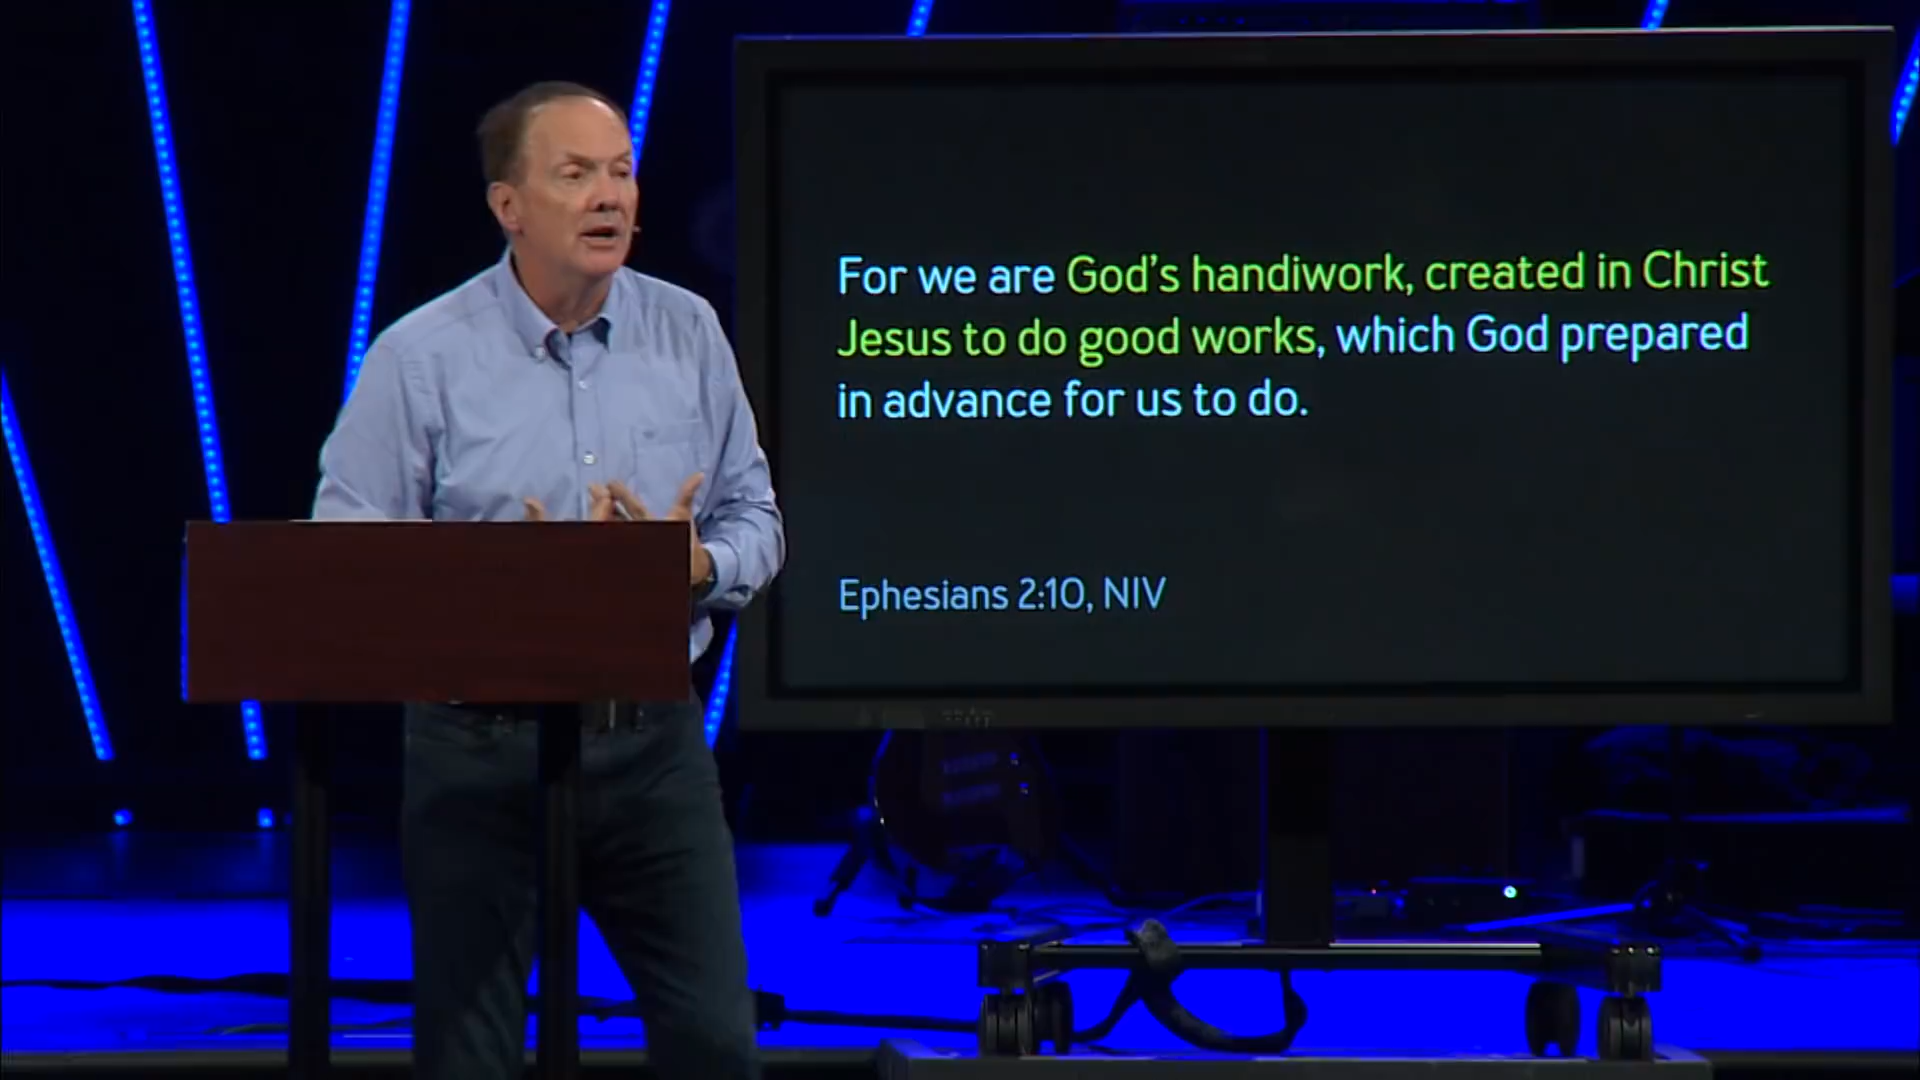 For we are God's handiwork, created in Christ
Jesus to do good works, which God prepared
in advance for us to do.
Ephesians 2:10, NIV